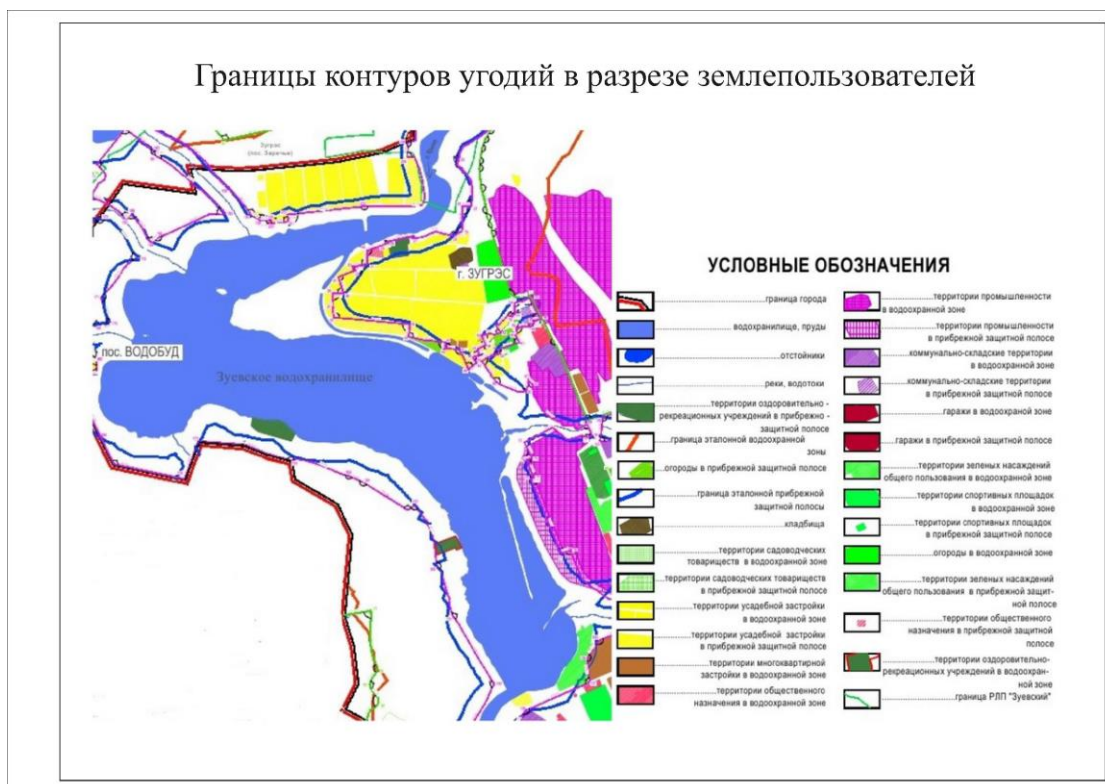 Границы контуров угодий в разрезе землепользователей
Зугрэс
(пос. Заречье)
г. ЗУГРЭС
пос. ВОДОБУД
Зуевское водохранилище
УСЛОВНЫЕ ОБОЗНАЧЕНИЯ
граница города
водохранилище, пруды
отстойники
реки, водотоки
территории оздоровительно -
рекреационных учреждений в прибрежно -
защитной полосе
граница эталонной водоохранной
зоны
огороды в прибрежной защитной полосе
граница эталонной прибрежной
защитной полосы
кладбища
территории садоводческих
товариществ в водоохранной зоне
территории садоводческих товариществ
в прибрежной защитной полосе
территории усадебной застройки
в водоохранной зоне
территории усадебной застройки
в прибрежной защитной полосе
территории многоквартирной
застройки в водоохранной зоне
территории общественного
назначения в водоохранной зоне
территории промышленности
в водоохранной зоне
территории промышленности
в прибрежной защитной полосе
коммунально-складские территории
в водоохранной зоне
коммунально-складские территории
в прибрежной защитной полосе
гаражи в водоохраной зоне
гаражи в прибрежной защитной полосе
территории зеленых насаждений
общего пользования в водоохранной зоне
территории спортивных площадок
в водоохранной зоне
территории спортивных площадок
в прибрежной защитной полосе
огороды в водоохранной зоне
территории зеленых насаждений
общего пользования в прибрежной защит-
ной полосе
территории общественного
назначения в прибрежной защитной
полосе
территории оздоровительно-
рекреационных учреждений в водоохран-
ной зоне
граница РЛП "Зуевский"